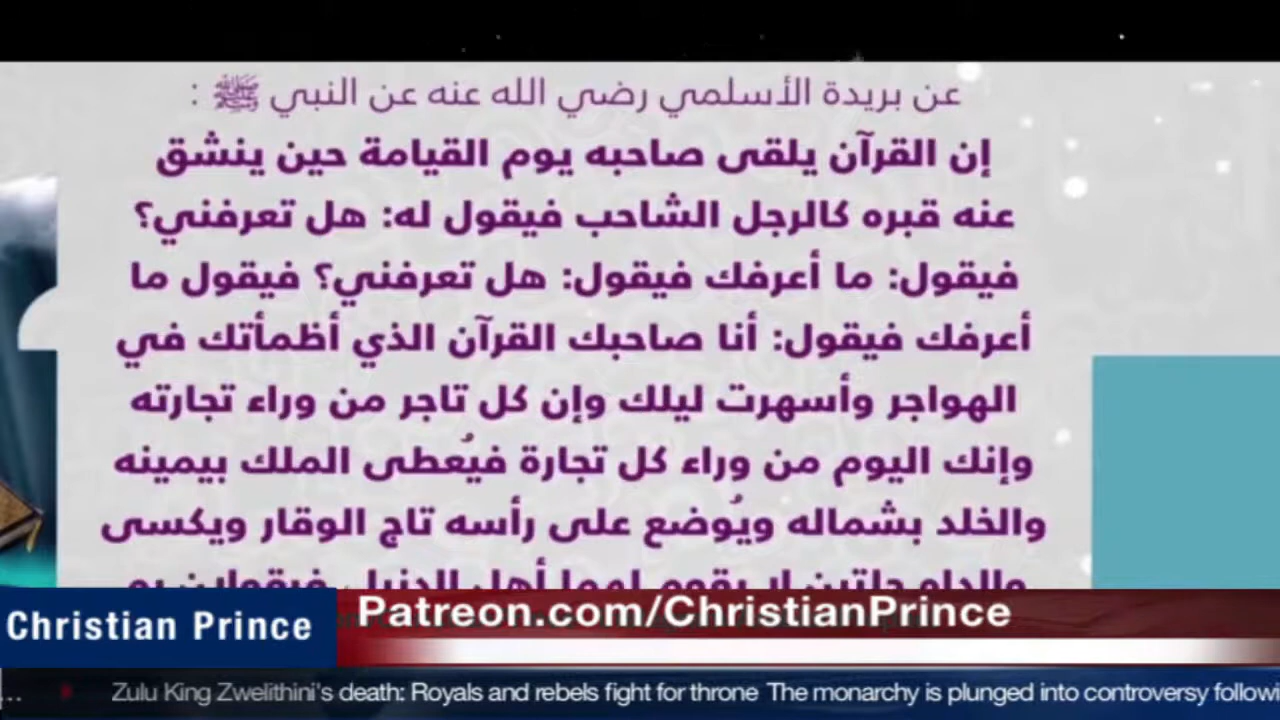 عن بريدة الأسلمي رضي الله عنه عن النبي ﷺ :
إن القرآن يلقى صاحبه يوم القيامة حين ينشق
عنه قبره كالرجل الشاحب فيقول له: هل تعرفني؟
فيقول: ما أعرفك فيقول: هل تعرفني؟ فيقول ما
أعرفك فيقول: أنا صاحبك القرآن الذي أظمأتك في
الهواجر وأسهرت ليلك وإن كل تاجر من وراء تجارته
وإنك اليوم من وراء كل تجارة فيُعطى الملك بيمينه
والخلد بشماله ويُوضع على رأسه تاج الوقار ويكسى
Christian Prince
Patreon.com/ChristianPrince
... Zulu King Zwelithini's death: Royals and rebels fight for throne The monarchy is plunged into controversy